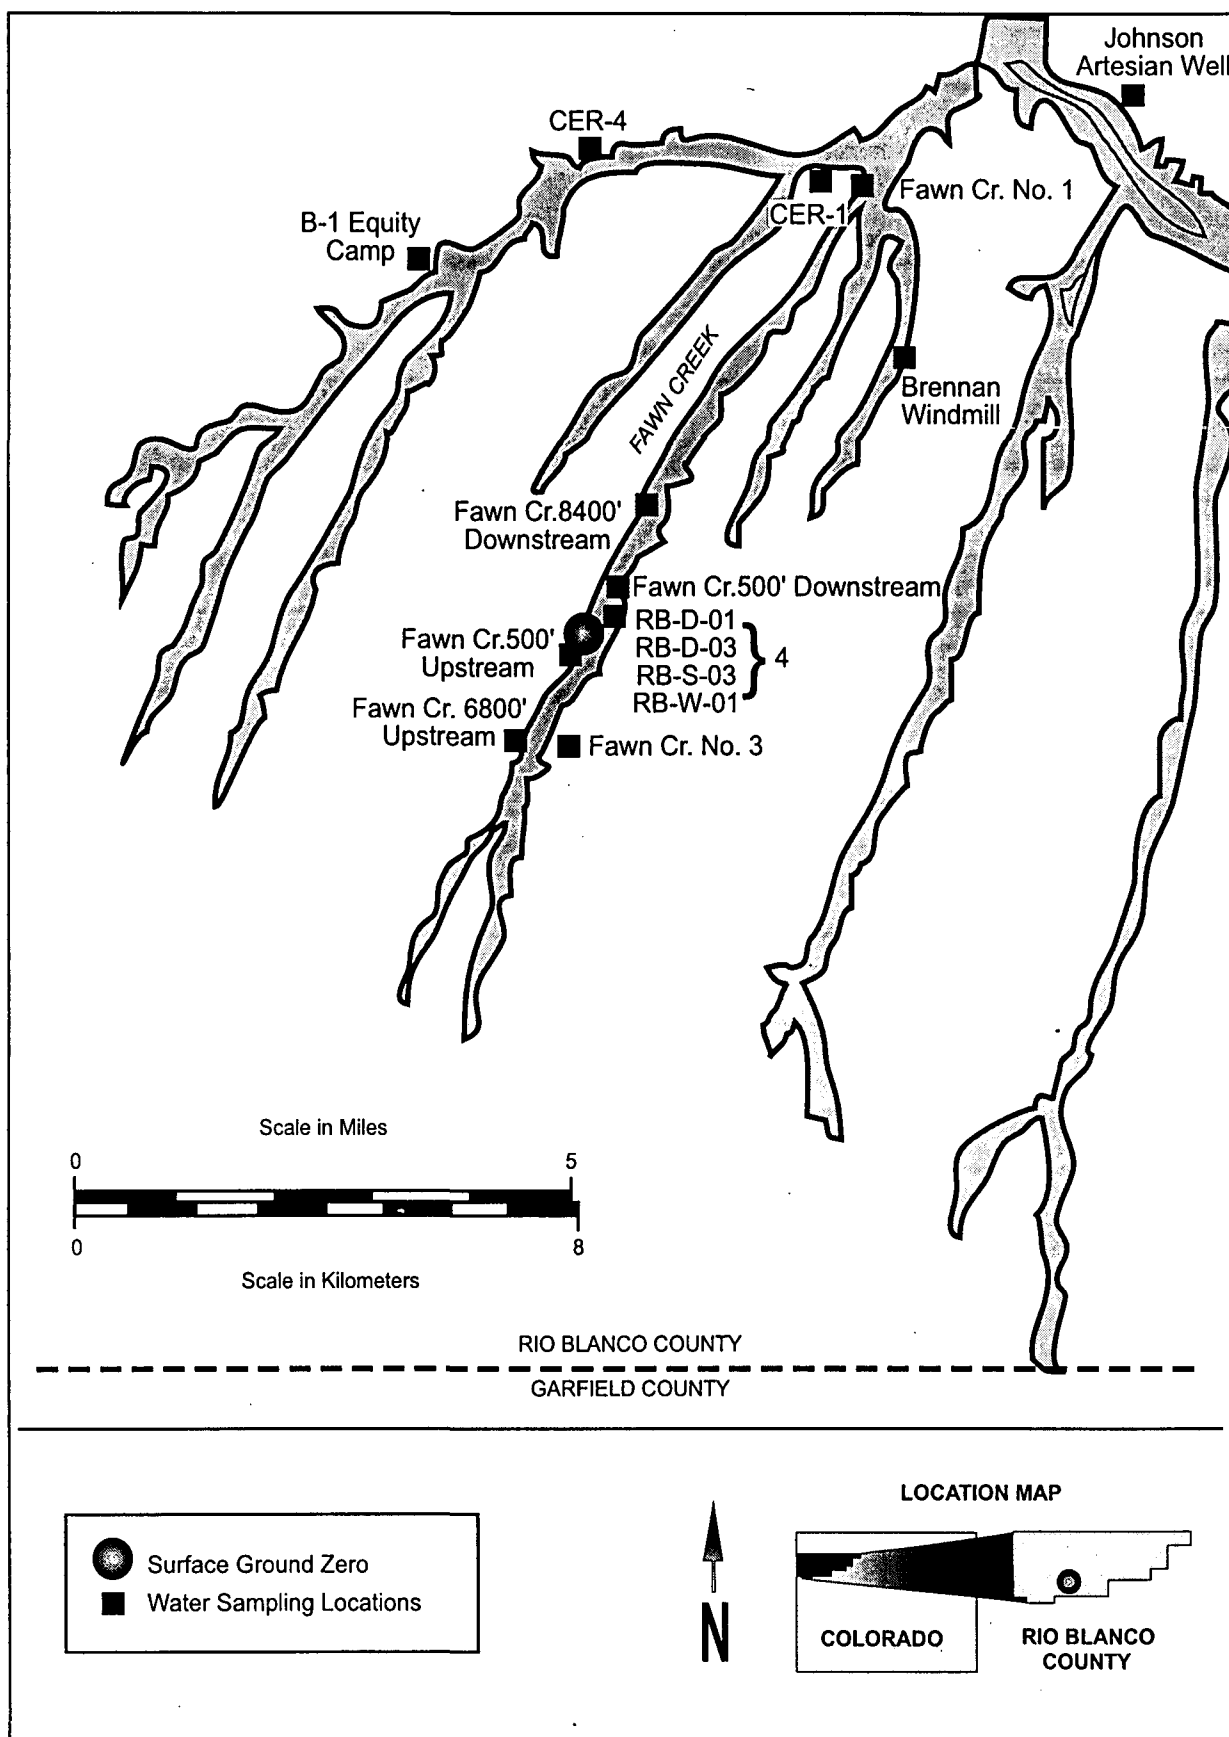 Johnson
Artesian Well
CER-4
CER-1
Fawn Cr. No. 1
B-1 Equity
Camp
FAWN CREEK
Brennan
Windmill
Fawn Cr.8400'
Downstream
Fawn Cr.500' Downstream
RB-D-01
RB-D-03
RB-S-03
RB-W-01
4
Fawn Cr.500'
Upstream
Fawn Cr. 6800'
Upstream
Fawn Cr. No. 3
Scale in Miles
0 5
0 8
Scale in Kilometers
RIO BLANCO COUNTY
GARFIELD COUNTY
Surface Ground Zero
Water Sampling Locations
N
LOCATION MAP
COLORADO
RIO BLANCO
COUNTY